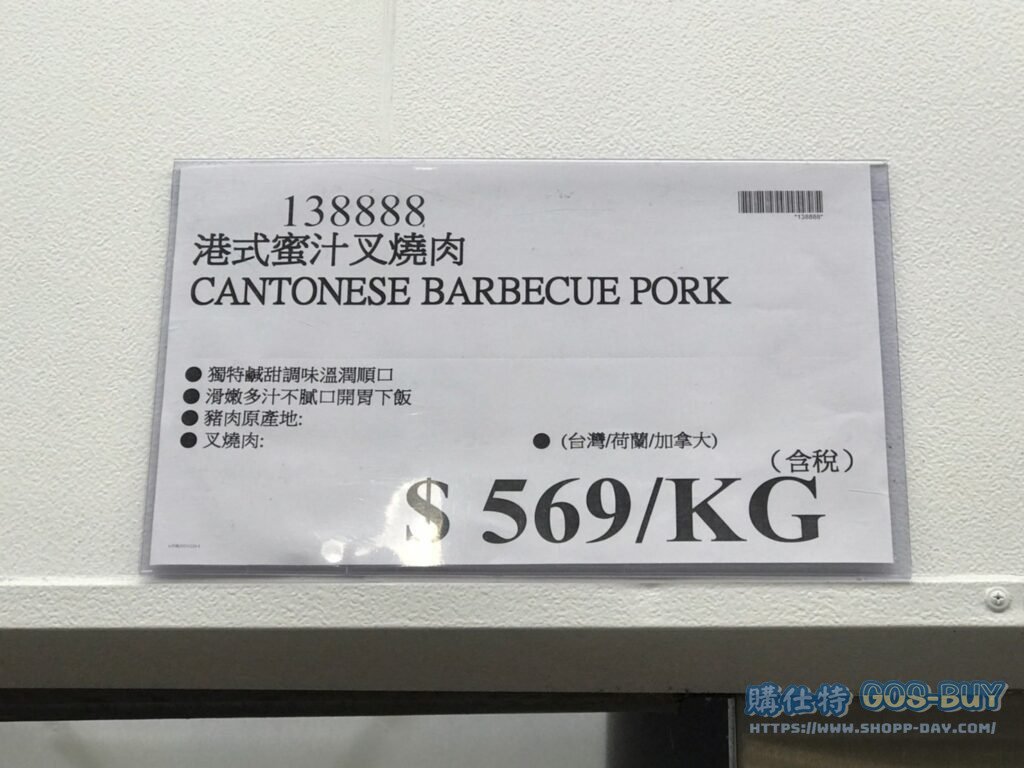 138888
*138888*
港式蜜汁叉燒肉
CANTONESE BARBECUE PORK
● 獨特鹹甜調味溫潤順口
● 滑嫩多汁不膩口開胃下飯
● 豬肉原產地:
● 叉燒肉: ● (台灣/荷蘭/加拿大)
(含稅)
$ 569/KG
購仕特 GOS-BUY
HTTPS://WWW.SHOPP-DAY.COM/